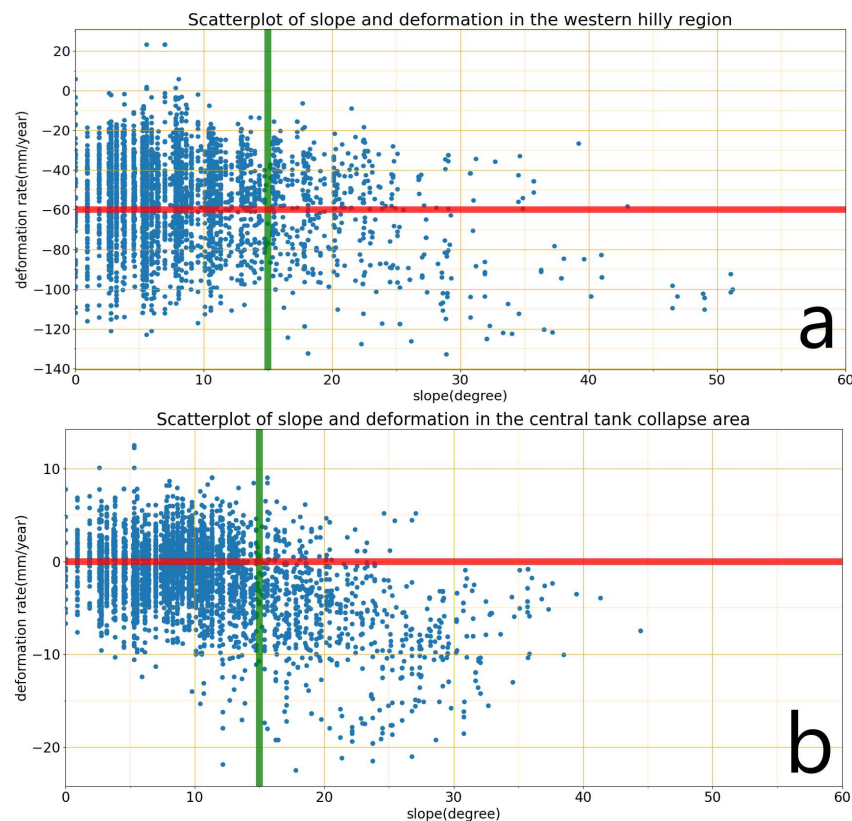 Scatterplot of slope and deformation in the western hilly region
20
0
−20
−40
−60
−80
−100
−120
−140
deformation rate(mm/year)
a
0 10 20 30 40 50 60
slope(degree)
Scatterplot of slope and deformation in the central tank collapse area
10
0
−10
−20
deformation rate(mm/year)
b
0 10 20 30 40 50 60
slope(degree)